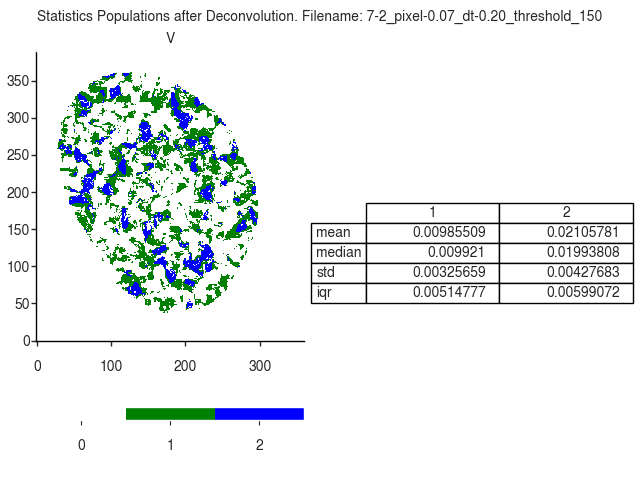 Statistics Populations after Deconvolution. Filename: 7-2_pixel-0.07_dt-0.20_threshold_150
V
350
300
250
200
150
100
50
0
0 100 200 300
0 1 2
1 2
mean 0.00985509 0.02105781
median 0.009921 0.01993808
std 0.00325659 0.00427683
iqr 0.00514777 0.00599072